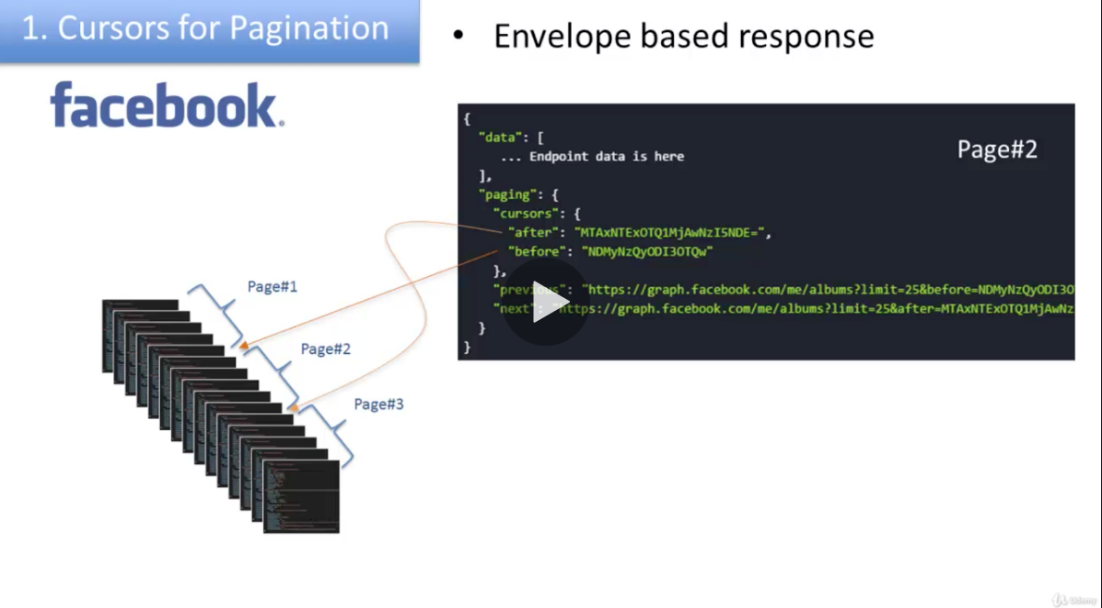 1. Cursors for Pagination
• Envelope based response
facebook.
{
"data": [
... Endpoint data is here
],
"paging": {
"cursors": {
"after": "MTAxNTExOTQ1MjAwNzI5NDE=",
"before": "NDMyNzQyODI3OTQw"
},
"previous": "https://graph.facebook.com/me/albums?limit=25&before=NDMyNzQyODI3O
"next": "https://graph.facebook.com/me/albums?limit=25&after=MTAxNTExOTQ1MjAwNz
}
}
Page#2
Page#1
Page#2
Page#3
Udemy